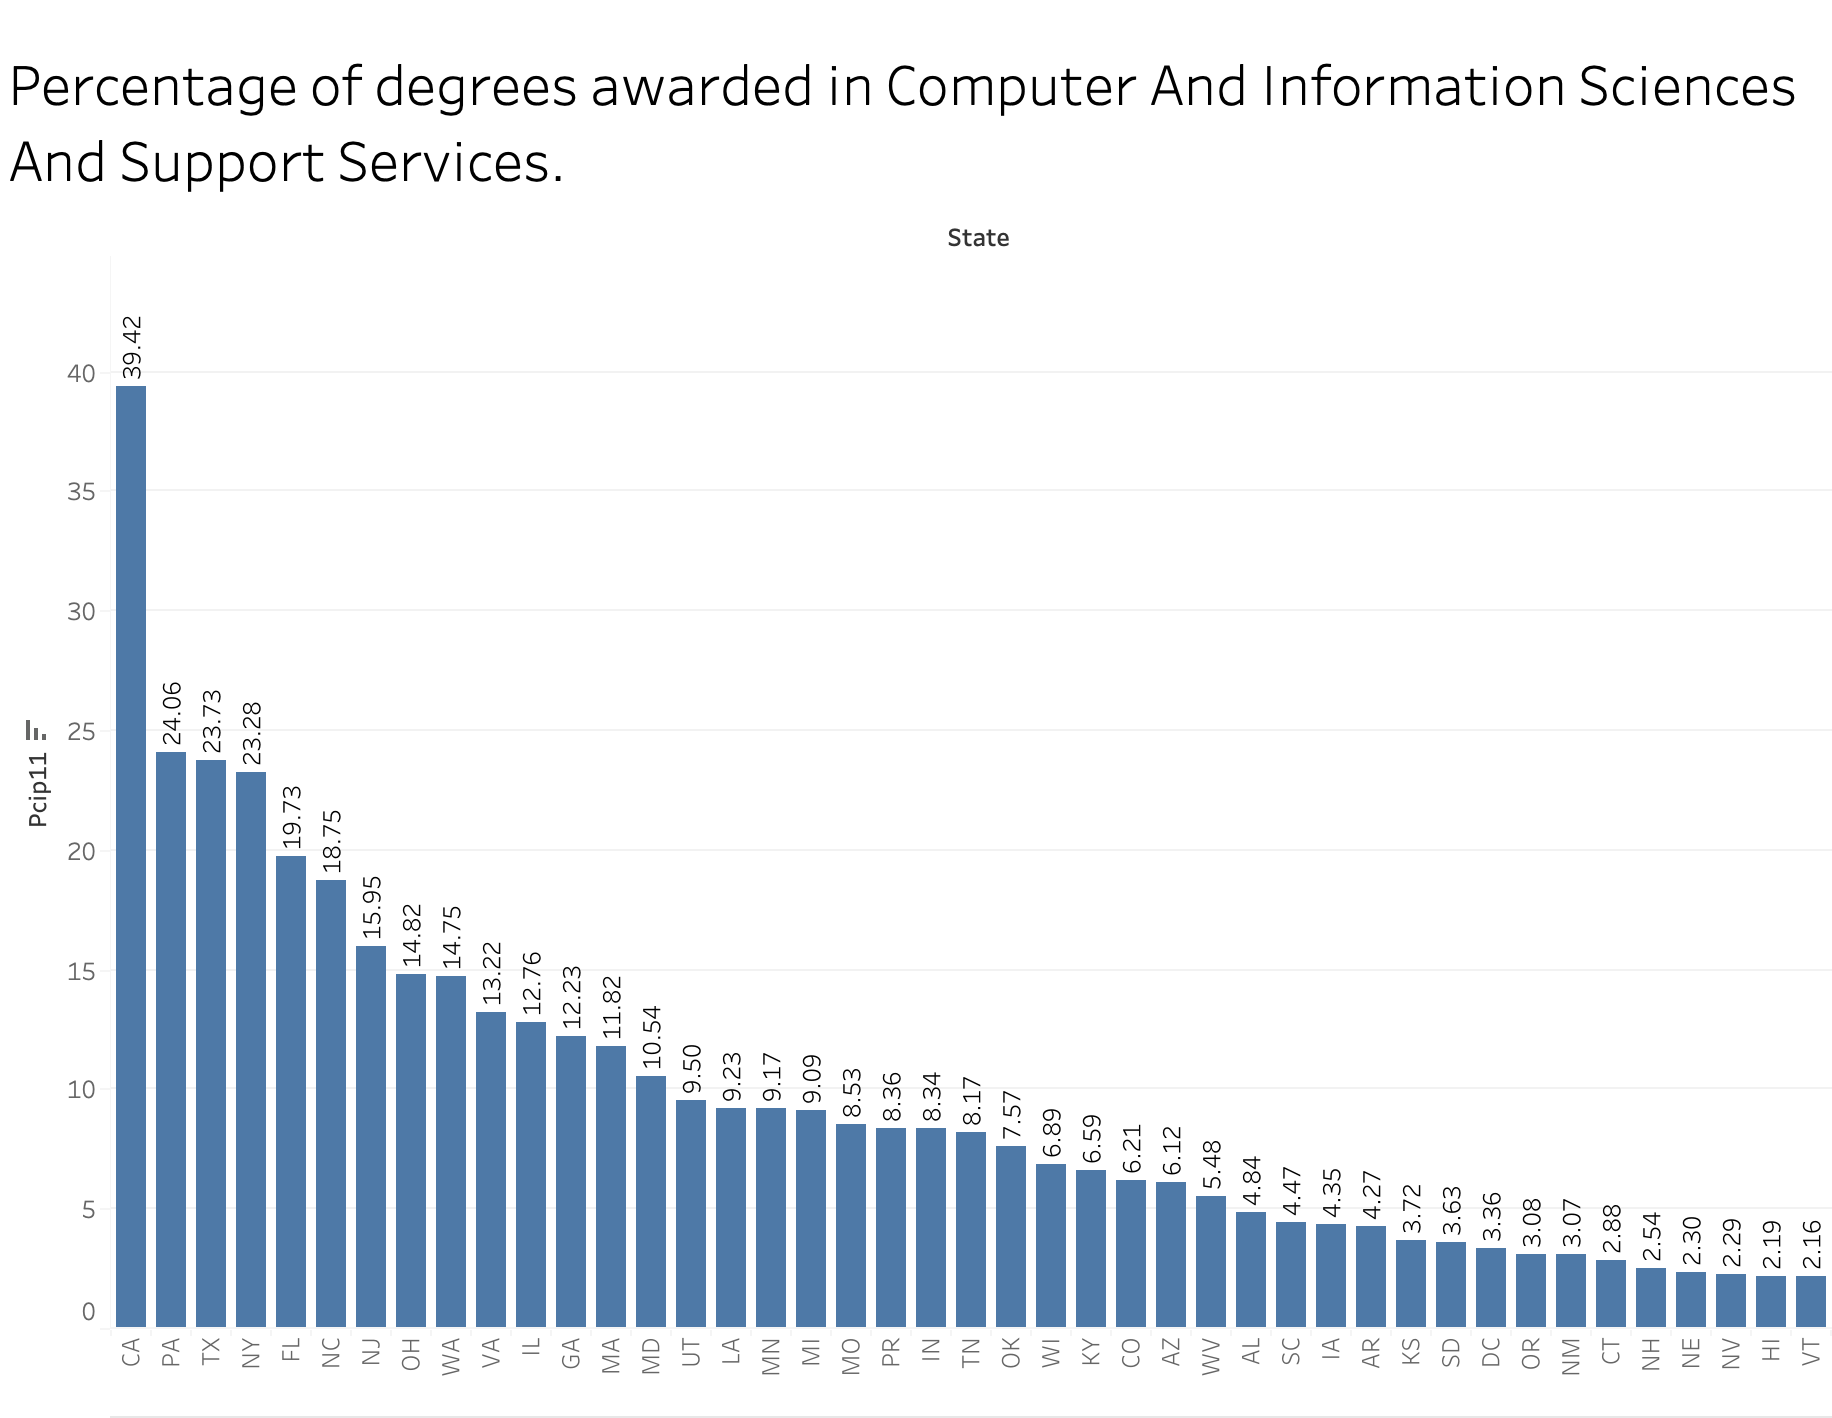 Percentage of degrees awarded in Computer And Information Sciences
And Support Services.
State
Pcip11
40
35
30
25
20
15
10
5
0
39.42
24.06
23.73
23.28
19.73
18.75
15.95
14.82
14.75
13.22
12.76
12.23
11.82
10.54
9.50
9.23
9.17
9.09
8.53
8.36
8.34
8.17
7.57
6.89
6.59
6.21
6.12
5.48
4.84
4.47
4.35
4.27
3.72
3.63
3.36
3.08
3.07
2.88
2.54
2.30
2.29
2.19
2.16
CA
PA
TX
NY
FL
NC
NJ
OH
WA
VA
IL
GA
MA
MD
UT
LA
MN
MI
MO
PR
IN
TN
OK
WI
KY
CO
AZ
WV
AL
SC
IA
AR
KS
SD
DC
OR
NM
CT
NH
NE
NV
HI
VT